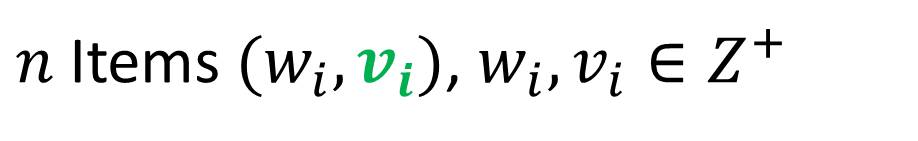 n Items (wᵢ, vᵢ), wᵢ, vᵢ ∈ Z⁺